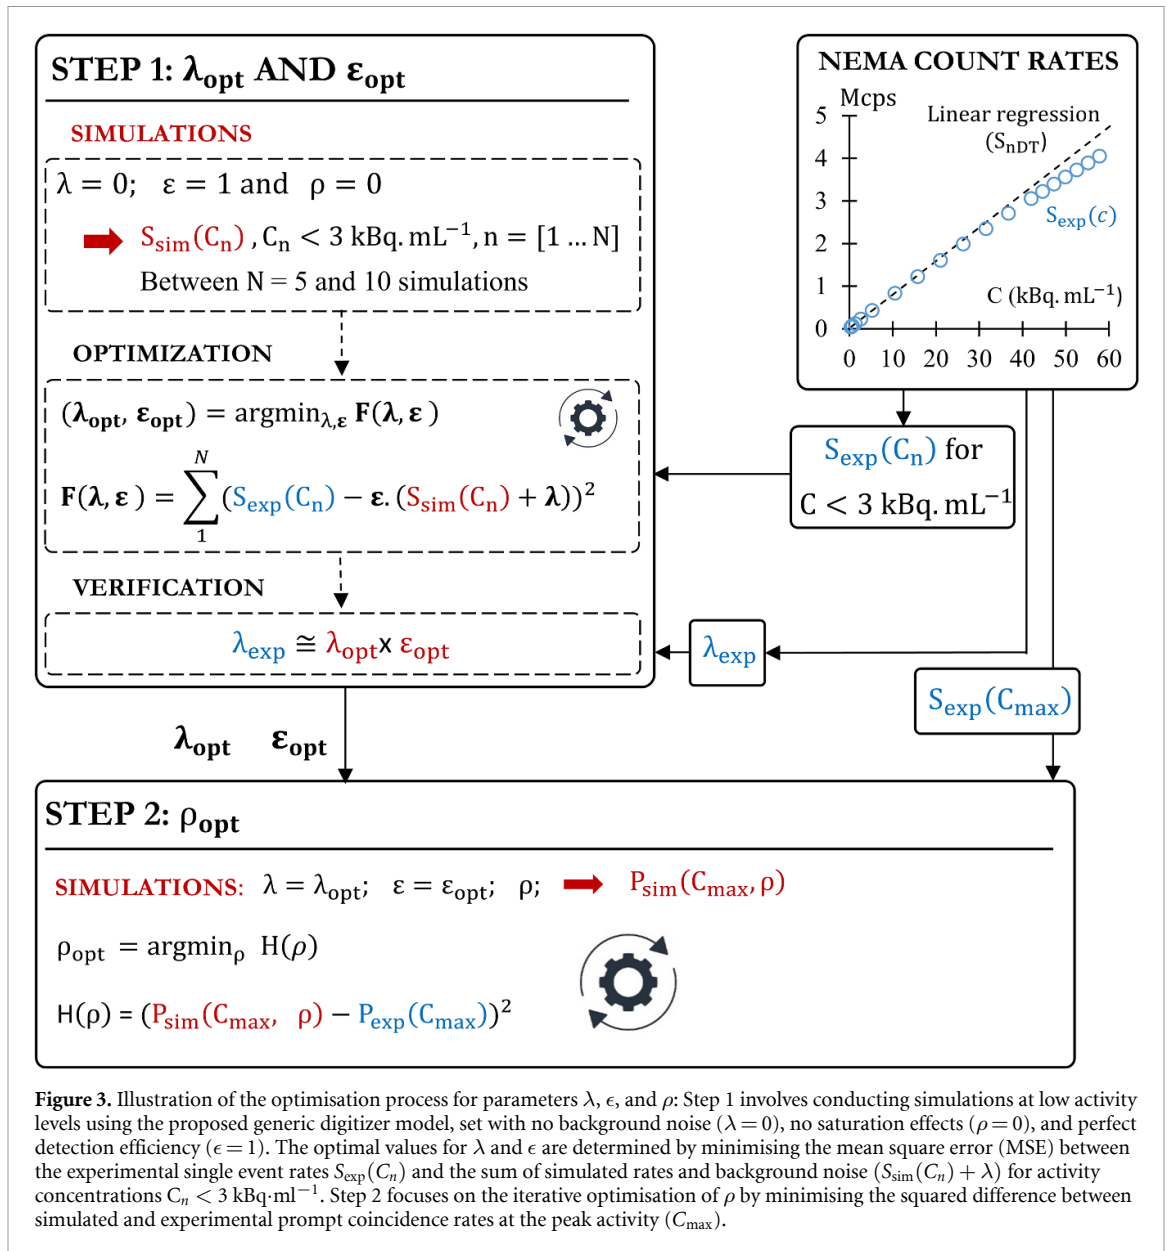 STEP 1: λopt AND εopt
SIMULATIONS
λ = 0;   ε = 1 and   ρ = 0
Ssim(Cn) , Cn < 3 kBq. mL−1, n = [1 … N]
Between N = 5 and 10 simulations
OPTIMIZATION
(λopt, εopt) = argminλ,ε F(λ, ε )
N
F(λ, ε ) = ∑(Sexp(Cn) − ε. (Ssim(Cn) + λ))2
1
VERIFICATION
λexp ≅ λoptx εopt
NEMA COUNT RATES
Mcps
5
4
3
2
1
0
Linear regression
(SnDT)
Sexp(c)
C (kBq. mL−1)
0 10 20 30 40 50 60
Sexp(Cn) for
C < 3 kBq. mL−1
λexp
Sexp(Cmax)
λopt   εopt
STEP 2: ρopt
SIMULATIONS:  λ = λopt;   ε = εopt;   ρ;   Psim(Cmax, ρ)
ρopt = argminρ H(ρ)
H(ρ) = (Psim(Cmax,  ρ) − Pexp(Cmax))2
Figure 3. Illustration of the optimisation process for parameters λ, ϵ, and ρ: Step 1 involves conducting simulations at low activity
levels using the proposed generic digitizer model, set with no background noise (λ = 0), no saturation effects (ρ = 0), and perfect
detection efficiency (ϵ = 1). The optimal values for λ and ϵ are determined by minimising the mean square error (MSE) between
the experimental single event rates Sexp(Cn) and the sum of simulated rates and background noise (Ssim(Cn) + λ) for activity
concentrations Cn < 3 kBq·ml−1. Step 2 focuses on the iterative optimisation of ρ by minimising the squared difference between
simulated and experimental prompt coincidence rates at the peak activity (Cmax).